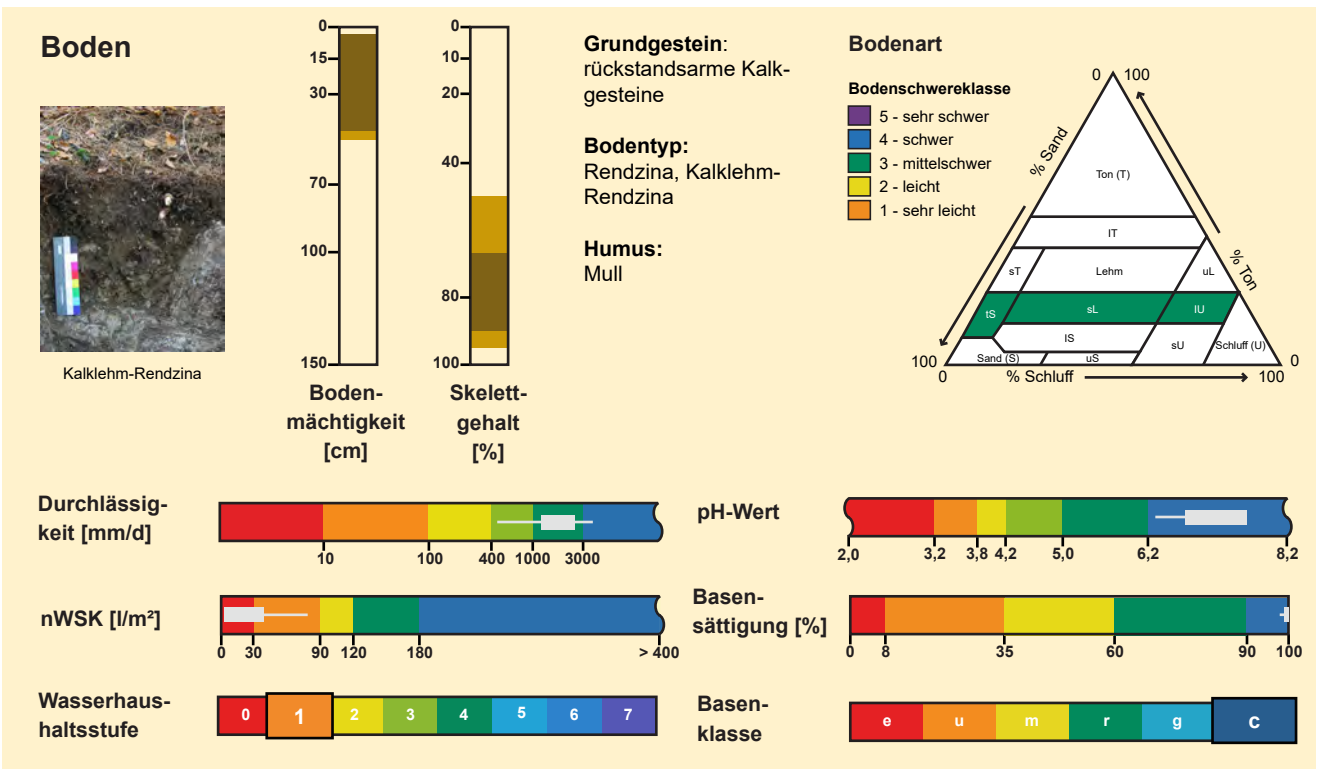 Boden
Kalklehm-Rendzina
0
15
30
70
100
150
Boden-
mächtigkeit
[cm]
0
10
20
40
80
100
Skelett-
gehalt
[%]
Grundgestein:
rückstandsarme Kalk-
gesteine
Bodentyp:
Rendzina, Kalklehm-
Rendzina
Humus:
Mull
Bodenart
Bodenschwereklasse
5 - sehr schwer
4 - schwer
3 - mittelschwer
2 - leicht
1 - sehr leicht
0 100
% Sand
% Ton
Ton (T)
lT
sT Lehm uL
tS sL lU
lS
Sand (S) uS sU Schluff (U)
100 0
0 % Schluff 100
Durchlässig-
keit [mm/d]
10 100 400 1000 3000
pH-Wert
2,0 3,2 3,8 4,2 5,0 6,2 8,2
nWSK [l/m²]
0 30 90 120 180 > 400
Basen-
sättigung [%]
0 8 35 60 90 100
Wasserhaus-
haltsstufe
0 1 2 3 4 5 6 7
Basen-
klasse
e u m r g c